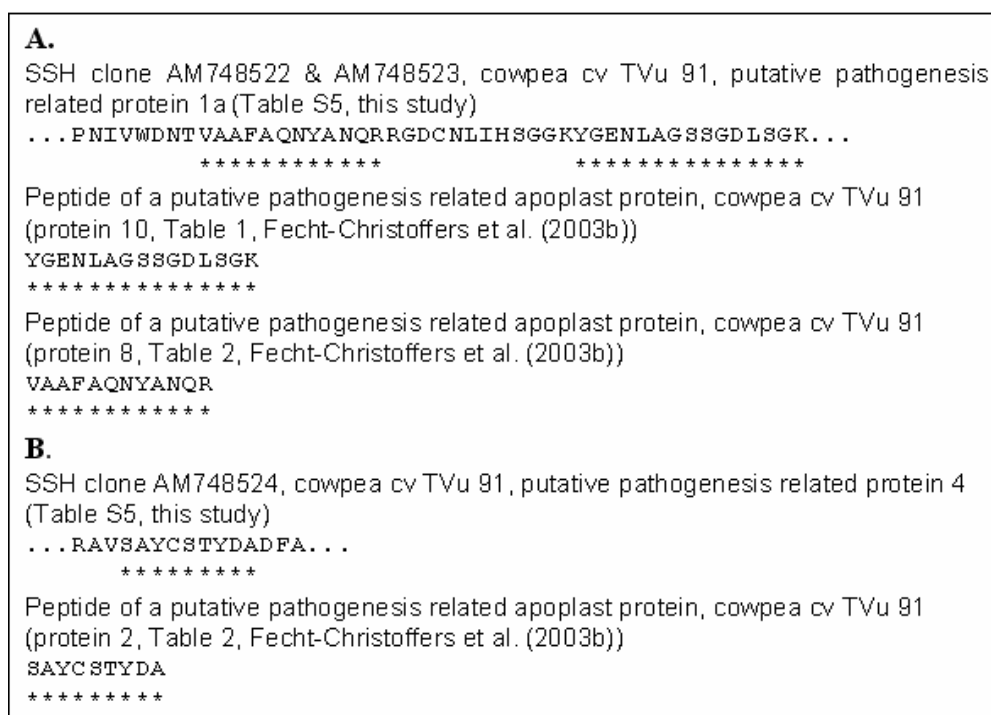 A.
SSH clone AM748522 & AM748523, cowpea cv TVu 91, putative pathogenesis
related protein 1a (Table S5, this study)
...PNIVWDNTVAAFAQNYANQRRGDCNLIHSGGKYGENLAGSSGDLSGK...
************ ***************
Peptide of a putative pathogenesis related apoplast protein, cowpea cv TVu 91
(protein 10, Table 1, Fecht-Christoffers et al. (2003b))
YGENLAGSSGDLSGK
***************
Peptide of a putative pathogenesis related apoplast protein, cowpea cv TVu 91
(protein 8, Table 2, Fecht-Christoffers et al. (2003b))
VAAFAQNYANQR
************
B.
SSH clone AM748524, cowpea cv TVu 91, putative pathogenesis related protein 4
(Table S5, this study)
...RAVSAYCSTYDADFA...
*********
Peptide of a putative pathogenesis related apoplast protein, cowpea cv TVu 91
(protein 2, Table 2, Fecht-Christoffers et al. (2003b))
SAYCSTYDA
*********